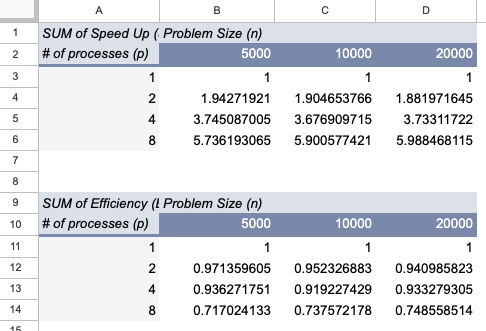 A B C D
1 SUM of Speed Up ( Problem Size (n)
2 # of processes (p) 5000 10000 20000
3 1 1 1 1
4 2 1.94271921 1.904653766 1.881971645
5 4 3.745087005 3.676909715 3.73311722
6 8 5.736193065 5.900577421 5.988468115
7
8
9 SUM of Efficiency (E Problem Size (n)
10 # of processes (p) 5000 10000 20000
11 1 1 1 1
12 2 0.971359605 0.952326883 0.940985823
13 4 0.936271751 0.919227429 0.933279305
14 8 0.717024133 0.737572178 0.748558514
15